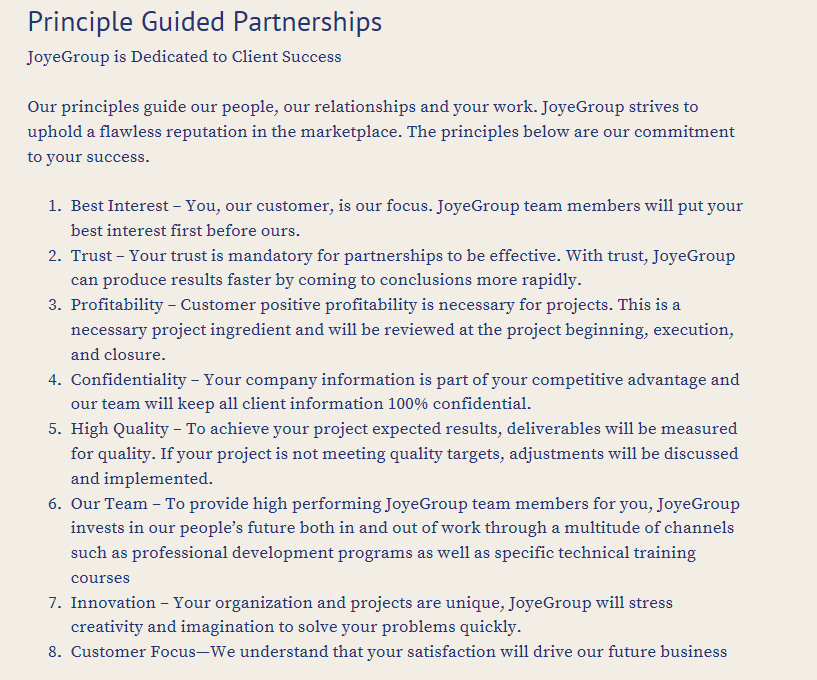 Principle Guided Partnerships
JoyeGroup is Dedicated to Client Success
Our principles guide our people, our relationships and your work. JoyeGroup strives to
uphold a flawless reputation in the marketplace. The principles below are our commitment
to your success.
1. Best Interest – You, our customer, is our focus. JoyeGroup team members will put your
best interest first before ours.
2. Trust – Your trust is mandatory for partnerships to be effective. With trust, JoyeGroup
can produce results faster by coming to conclusions more rapidly.
3. Profitability – Customer positive profitability is necessary for projects. This is a
necessary project ingredient and will be reviewed at the project beginning, execution,
and closure.
4. Confidentiality – Your company information is part of your competitive advantage and
our team will keep all client information 100% confidential.
5. High Quality – To achieve your project expected results, deliverables will be measured
for quality. If your project is not meeting quality targets, adjustments will be discussed
and implemented.
6. Our Team – To provide high performing JoyeGroup team members for you, JoyeGroup
invests in our people’s future both in and out of work through a multitude of channels
such as professional development programs as well as specific technical training
courses
7. Innovation – Your organization and projects are unique, JoyeGroup will stress
creativity and imagination to solve your problems quickly.
8. Customer Focus—We understand that your satisfaction will drive our future business